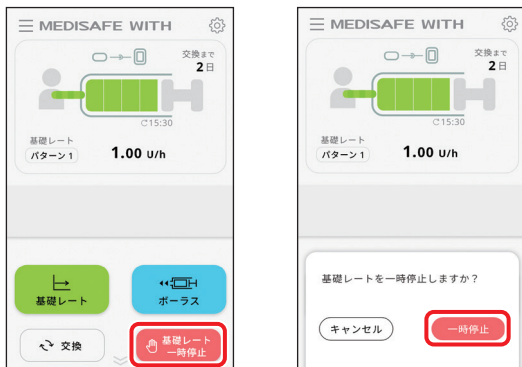 MEDISAFE WITH
交換まで
2日
15:30
基礎レート
パターン 1
1.00 U/h
基礎レート
ボーラス
交換
基礎レート
一時停止
MEDISAFE WITH
交換まで
2日
15:30
基礎レート
パターン 1
1.00 U/h
基礎レートを一時停止しますか？
キャンセル
一時停止